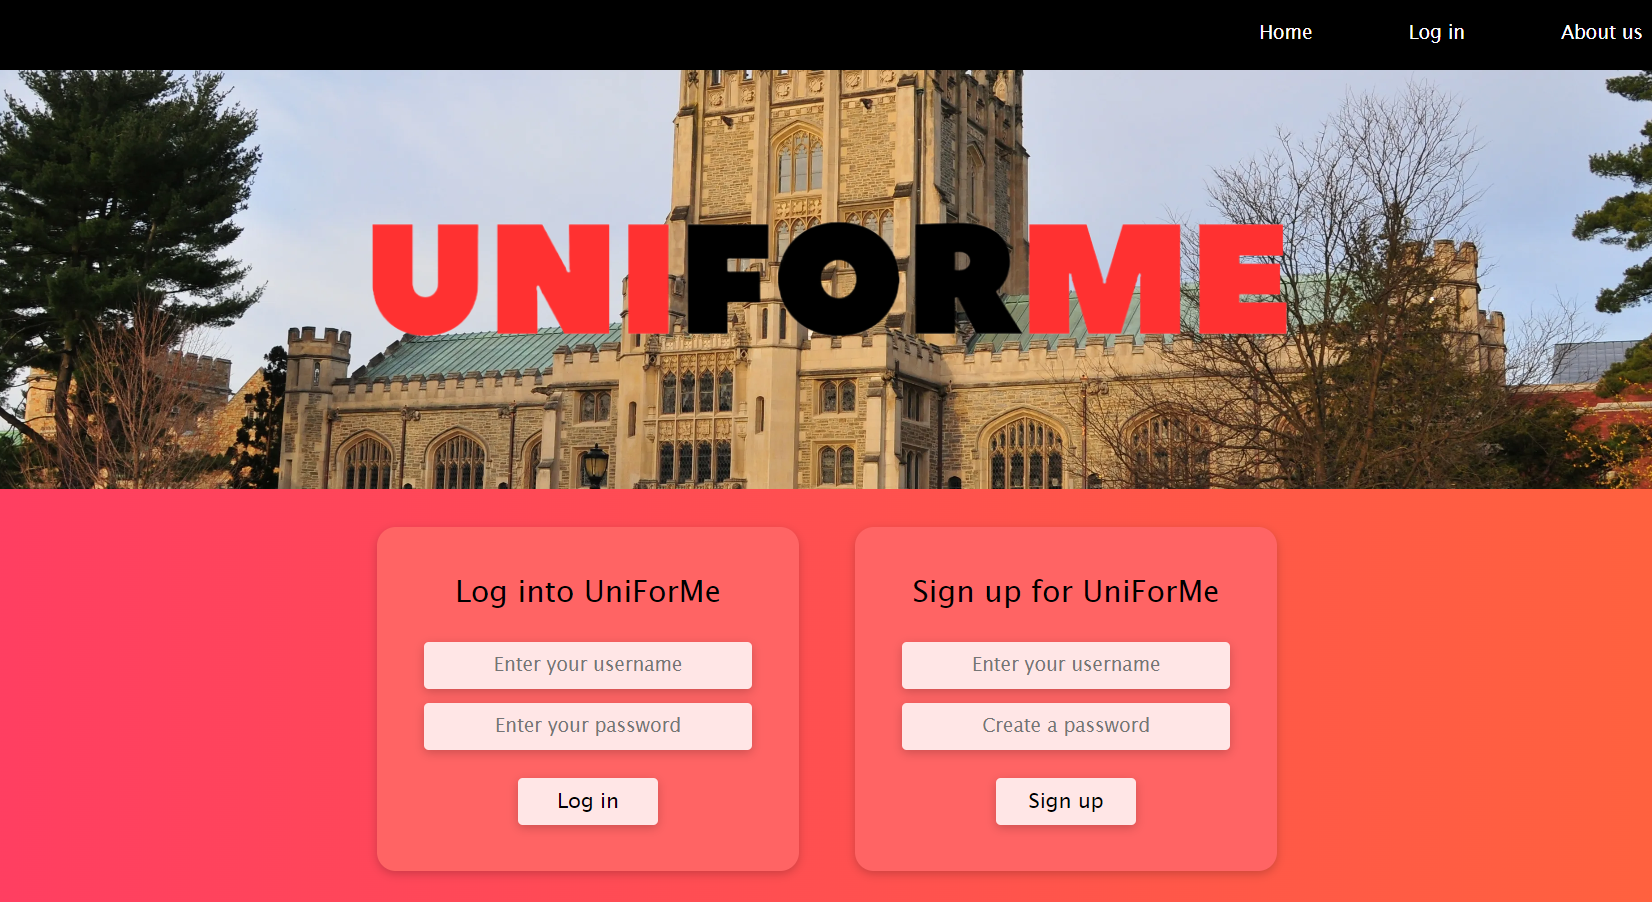 Home Log in About us
UNIFORME
Log into UniForMe
Enter your username
Enter your password
Log in
Sign up for UniForMe
Enter your username
Create a password
Sign up